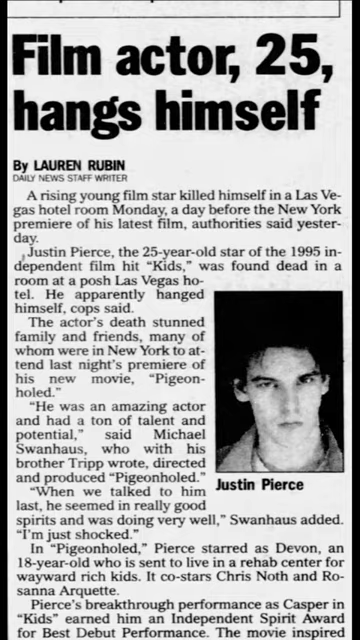 Film actor, 25,
hangs himself
By LAUREN RUBIN
DAILY NEWS STAFF WRITER
A rising young film star killed himself in a Las Ve-
gas hotel room Monday, a day before the New York
premiere of his latest film, authorities said yester-
day.
Justin Pierce, the 25-year-old star of the 1995 in-
dependent film hit "Kids," was found dead in a
room at a posh Las Vegas ho-
tel. He apparently hanged
himself, cops said.
The actor's death stunned
family and friends, many of
whom were in New York to at-
tend last night's premiere of
his new movie, "Pigeon-
holed."
"He was an amazing actor
and had a ton of talent and
potential," said Michael
Swanhaus, who with his
brother Tripp wrote, directed
and produced "Pigeonholed."
"When we talked to him
last, he seemed in really good
spirits and was doing very well," Swanhaus added.
"I'm just shocked."
In "Pigeonholed," Pierce starred as Devon, an
18-year-old who is sent to live in a rehab center for
wayward rich kids. It co-stars Chris Noth and Ro-
sanna Arquette.
Pierce's breakthrough performance as Casper in
"Kids" earned him an Independent Spirit Award
for Best Debut Performance. The movie inspired
Justin Pierce